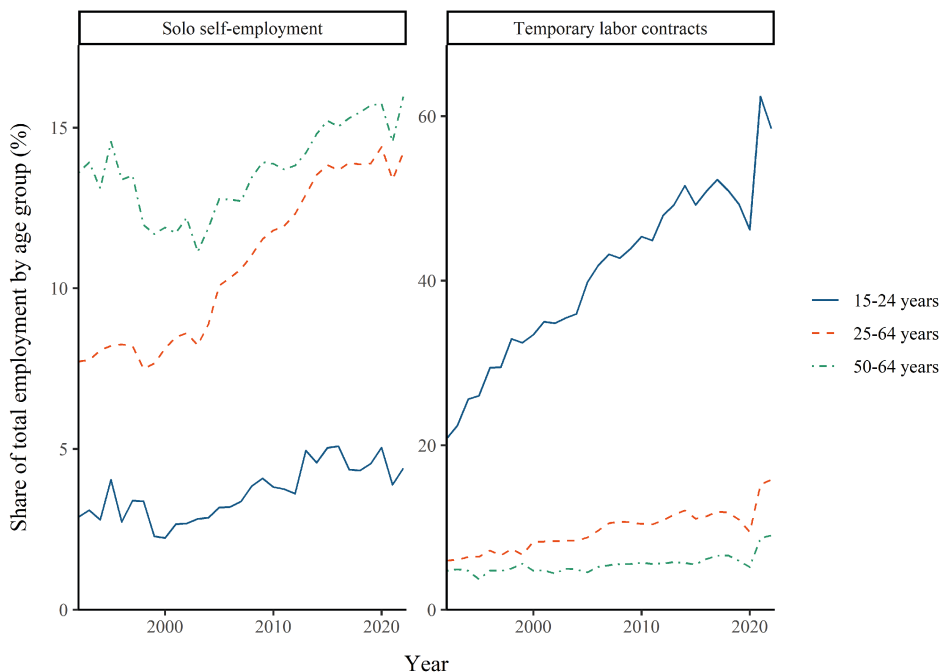 Solo self-employment
Temporary labor contracts
Share of total employment by age group (%)
15
10
5
0
60
40
20
0
2000
2010
2020
2000
2010
2020
Year
15-24 years
25-64 years
50-64 years